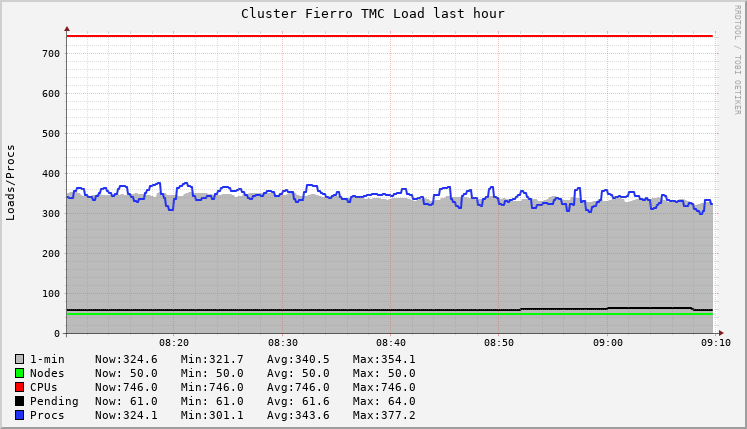 Cluster Fierro TMC Load last hour
RRDTOOL / TOBI OETIKER
Loads/Procs
700
600
500
400
300
200
100
0
08:20 08:30 08:40 08:50 09:00 09:10
1-min Now:324.6 Min:321.7 Avg:340.5 Max:354.1
Nodes Now: 50.0 Min: 50.0 Avg: 50.0 Max: 50.0
CPUs Now:746.0 Min:746.0 Avg:746.0 Max:746.0
Pending Now: 61.0 Min: 61.0 Avg: 61.6 Max: 64.0
Procs Now:324.1 Min:301.1 Avg:343.6 Max:377.2